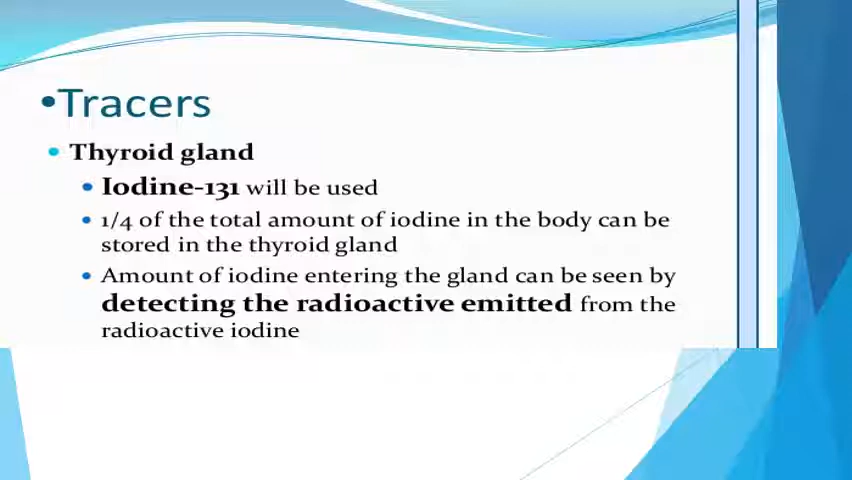 •Tracers
• Thyroid gland
• Iodine-131 will be used
• 1/4 of the total amount of iodine in the body can be
stored in the thyroid gland
• Amount of iodine entering the gland can be seen by
detecting the radioactive emitted from the
radioactive iodine